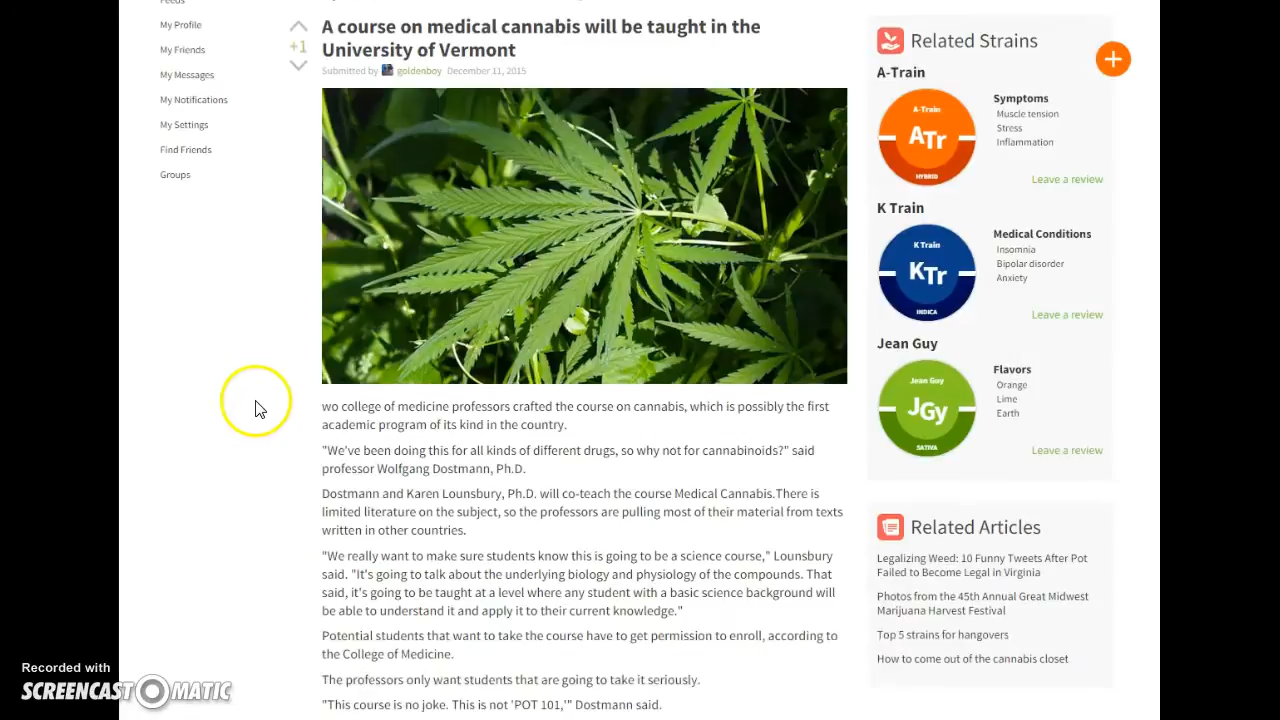 Feeds
My Profile
My Friends
My Messages
My Notifications
My Settings
Find Friends
Groups
+1
A course on medical cannabis will be taught in the
University of Vermont
Submitted by goldenboy December 11, 2015
wo college of medicine professors crafted the course on cannabis, which is possibly the first
academic program of its kind in the country.
"We've been doing this for all kinds of different drugs, so why not for cannabinoids?" said
professor Wolfgang Dostmann, Ph.D.
Dostmann and Karen Lounsbury, Ph.D. will co-teach the course Medical Cannabis.There is
limited literature on the subject, so the professors are pulling most of their material from texts
written in other countries.
"We really want to make sure students know this is going to be a science course," Lounsbury
said. "It's going to talk about the underlying biology and physiology of the compounds. That
said, it's going to be taught at a level where any student with a basic science background will
be able to understand it and apply it to their current knowledge."
Potential students that want to take the course have to get permission to enroll, according to
the College of Medicine.
The professors only want students that are going to take it seriously.
"This course is no joke. This is not 'POT 101,'" Dostmann said.
Related Strains
+
A-Train
A-Train
ATr
HYBRID
Symptoms
Muscle tension
Stress
Inflammation
Leave a review
K Train
K Train
KTr
INDICA
Medical Conditions
Insomnia
Bipolar disorder
Anxiety
Leave a review
Jean Guy
Jean Guy
JGy
SATIVA
Flavors
Orange
Lime
Earth
Leave a review
Related Articles
Legalizing Weed: 10 Funny Tweets After Pot
Failed to Become Legal in Virginia
Photos from the 45th Annual Great Midwest
Marijuana Harvest Festival
Top 5 strains for hangovers
How to come out of the cannabis closet
Recorded with
SCREENCAST-O-MATIC